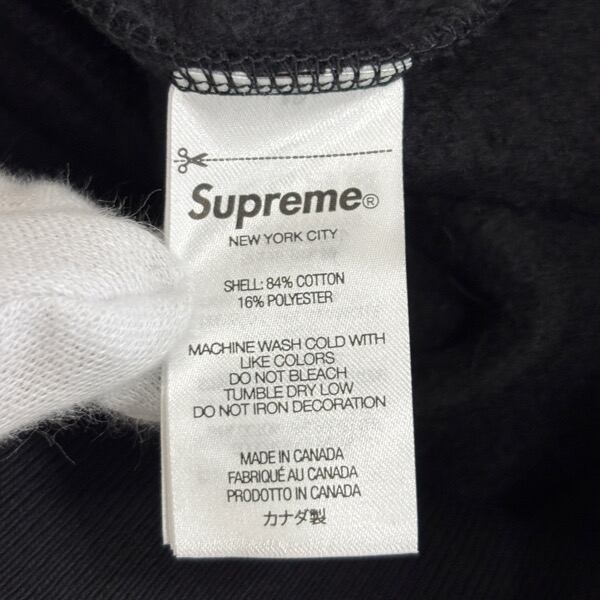 Supreme®
NEW YORK CITY
SHELL: 84% COTTON
16% POLYESTER
MACHINE WASH COLD WITH
LIKE COLORS
DO NOT BLEACH
TUMBLE DRY LOW
DO NOT IRON DECORATION
MADE IN CANADA
FABRIQUÉ AU CANADA
PRODOTTO IN CANADA
カナダ製